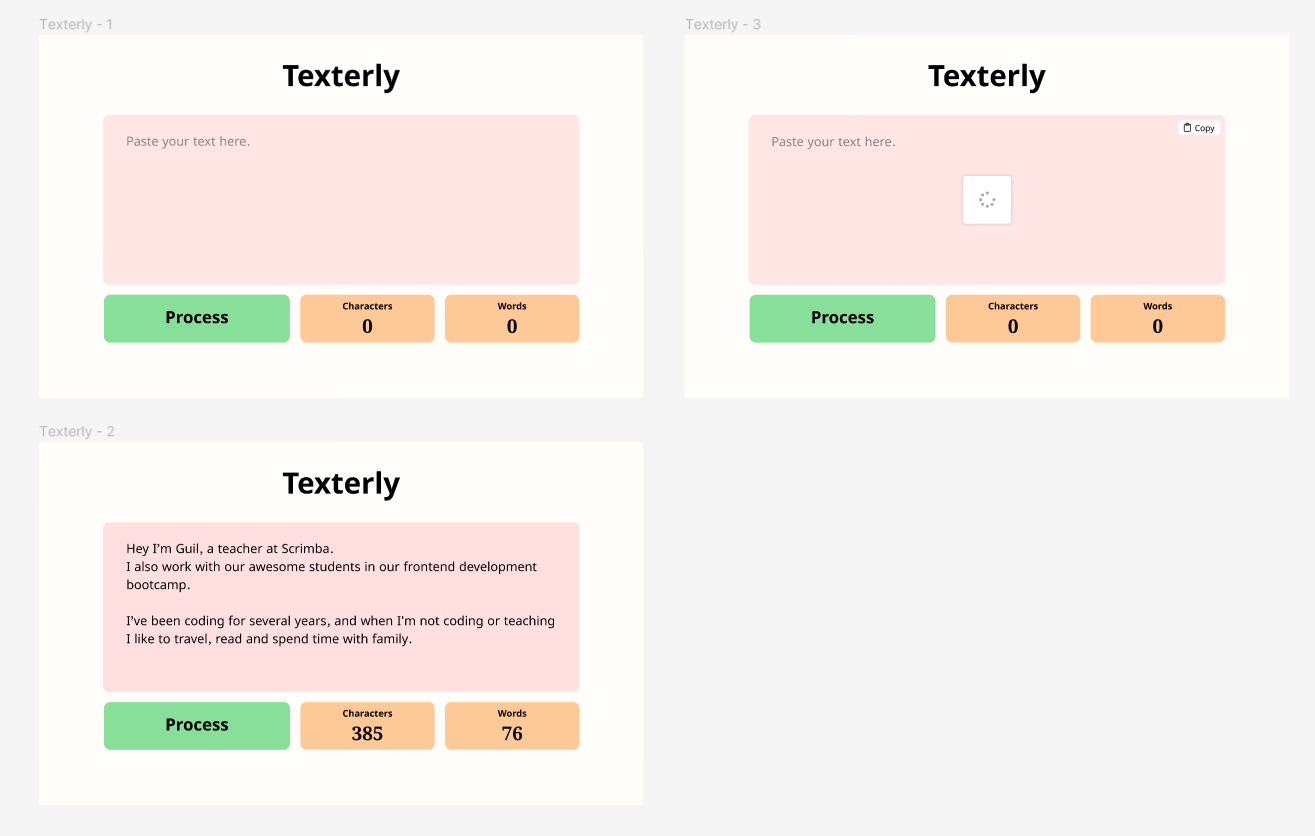 Texterly - 1
Texterly
Paste your text here.
Process
Characters
0
Words
0
Texterly - 3
Texterly
Copy
Paste your text here.
Process
Characters
0
Words
0
Texterly - 2
Texterly
Hey I'm Guil, a teacher at Scrimba.
I also work with our awesome students in our frontend development
bootcamp.
I've been coding for several years, and when I'm not coding or teaching
I like to travel, read and spend time with family.
Process
Characters
385
Words
76